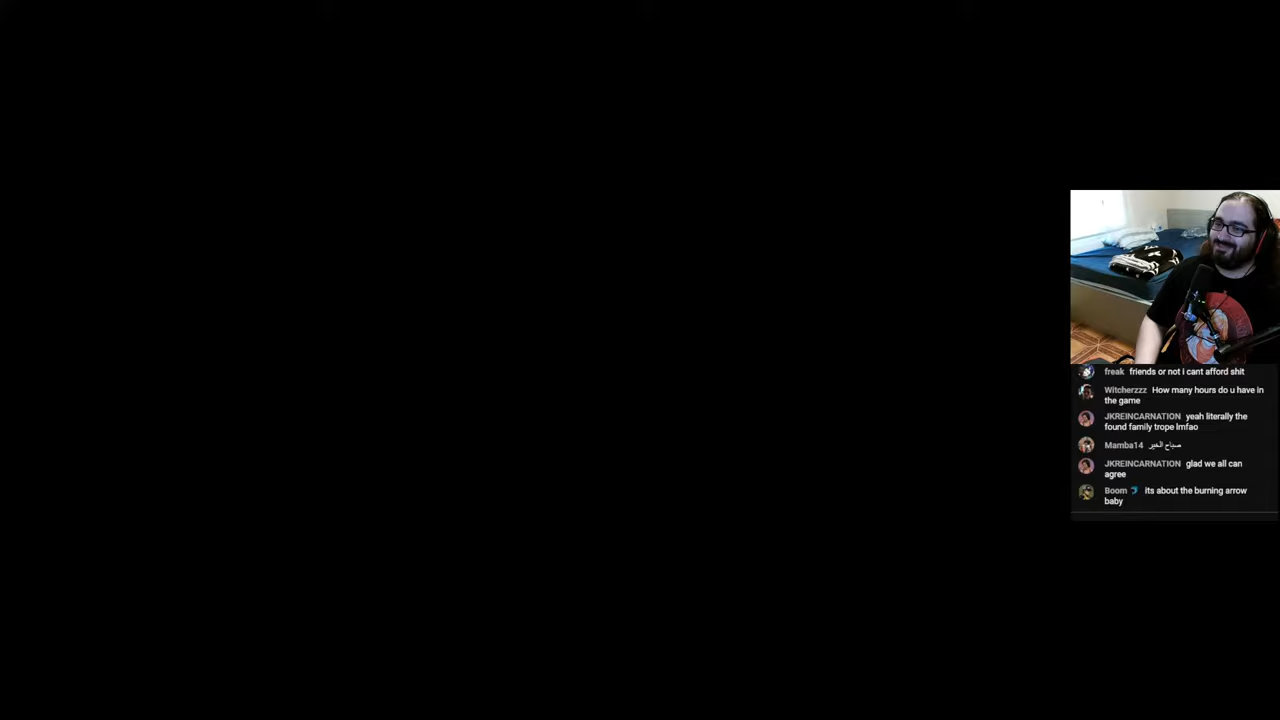 freak friends or not i cant afford shit
Witcherzzz How many hours do u have in
the game
JKREINCARNATION yeah literally the
found family trope lmfao
Mamba14 صباح الخير
JKREINCARNATION glad we all can
agree
Boom its about the burning arrow
baby